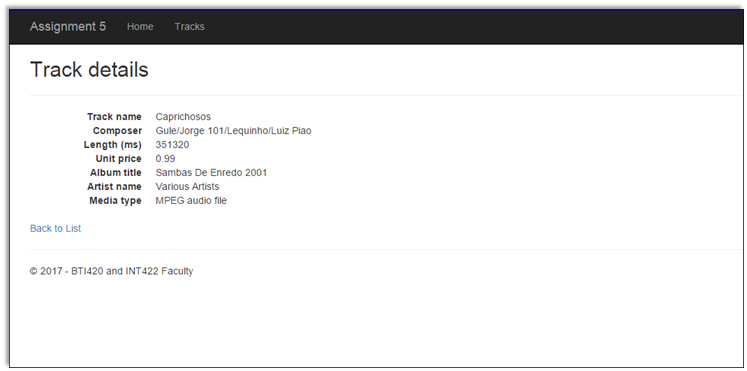 Assignment 5 Home Tracks
Track details
Track name Caprichosos
Composer Gule/Jorge 101/Lequinho/Luiz Piao
Length (ms) 351320
Unit price 0.99
Album title Sambas De Enredo 2001
Artist name Various Artists
Media type MPEG audio file
Back to List
© 2017 - BTI420 and INT422 Faculty